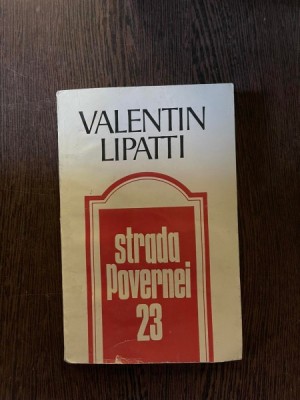 VALENTIN
LIPATTI
strada
Povernei
23